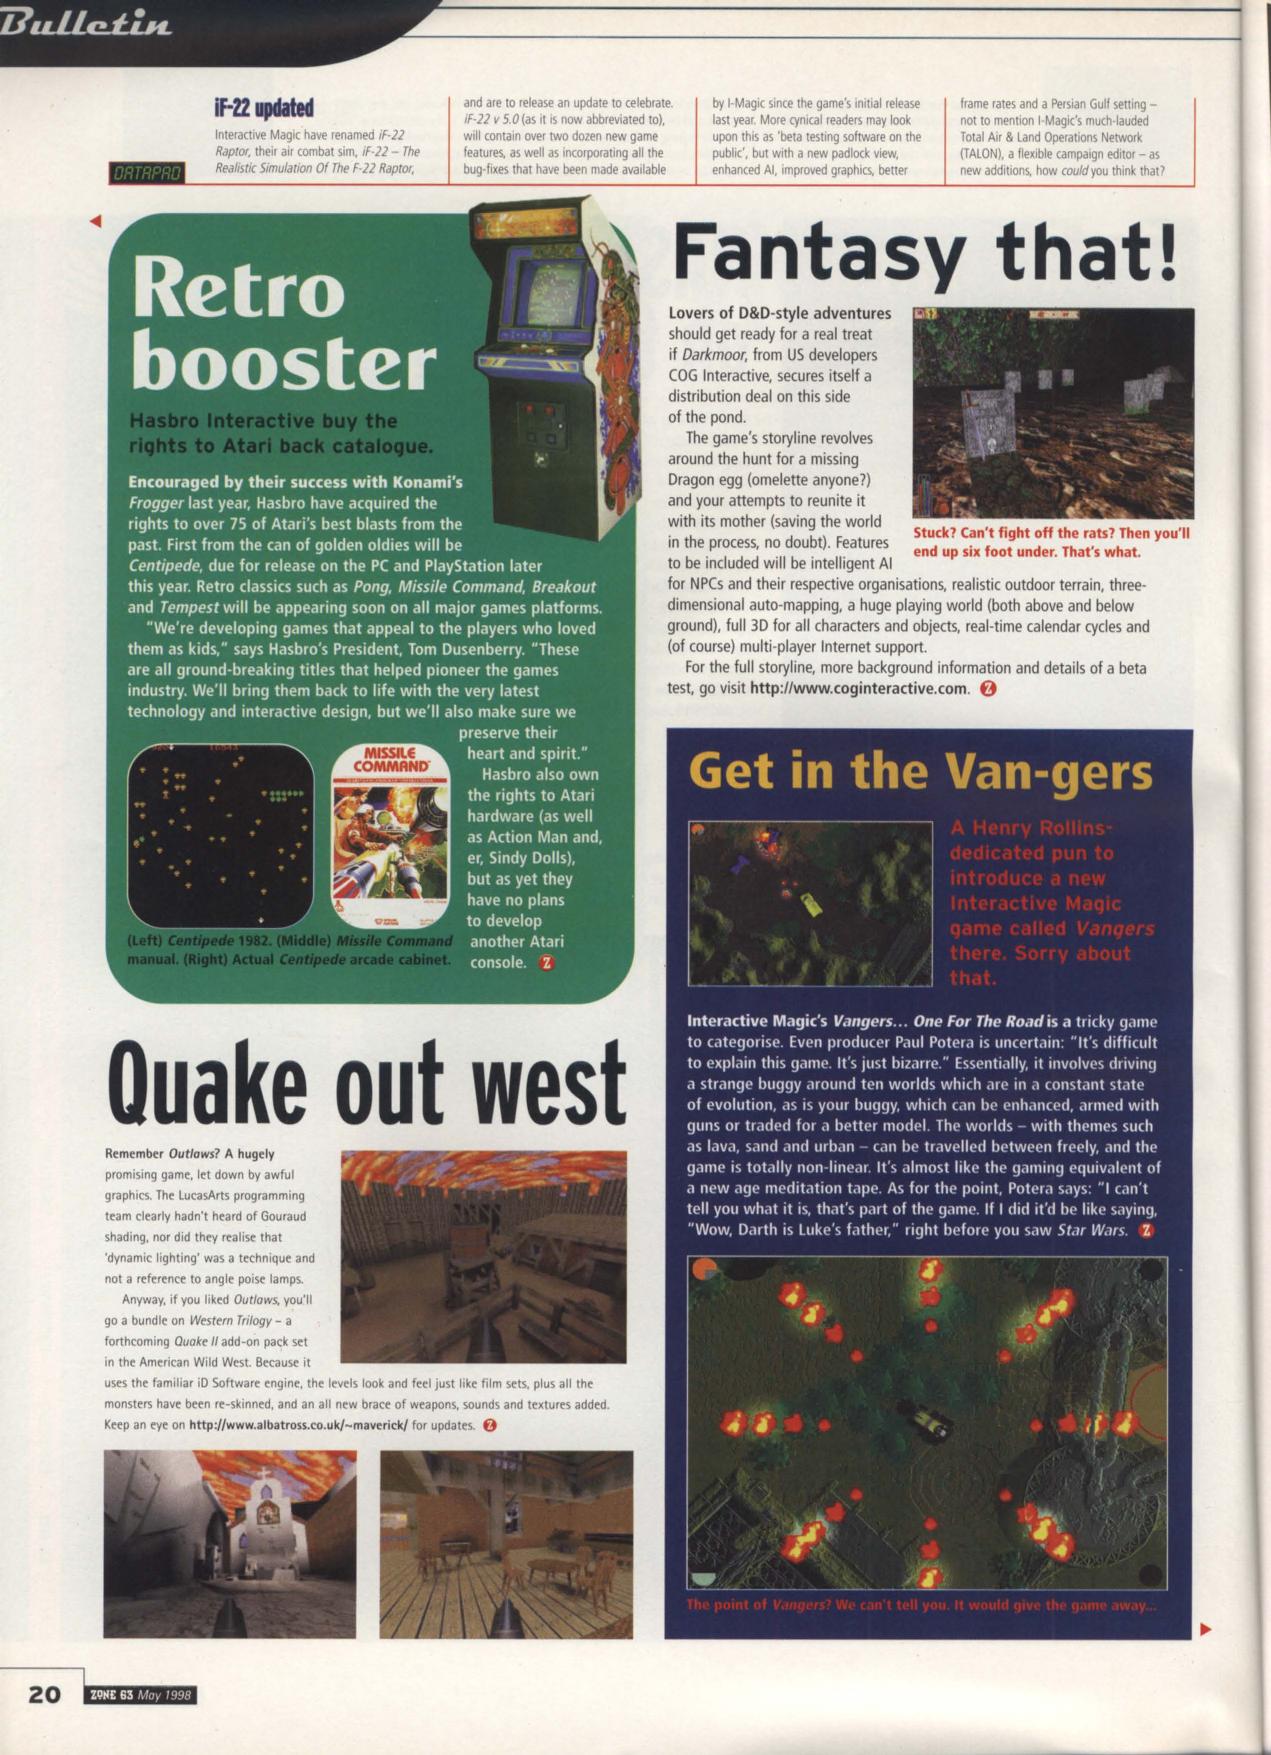 Bulletin
DATAPAD
iF-22 updated
Interactive Magic have renamed iF-22
Raptor, their air combat sim, iF-22 – The
Realistic Simulation Of The F-22 Raptor,
and are to release an update to celebrate.
iF-22 v 5.0 (as it is now abbreviated to),
will contain over two dozen new game
features, as well as incorporating all the
bug-fixes that have been made available
by I-Magic since the game's initial release
last year. More cynical readers may look
upon this as 'beta testing software on the
public', but with a new padlock view,
enhanced AI, improved graphics, better
frame rates and a Persian Gulf setting –
not to mention I-Magic's much-lauded
Total Air & Land Operations Network
(TALON), a flexible campaign editor – as
new additions, how could you think that?
Retro
booster
Hasbro Interactive buy the
rights to Atari back catalogue.
Encouraged by their success with Konami's
Frogger last year, Hasbro have acquired the
rights to over 75 of Atari's best blasts from the
past. First from the can of golden oldies will be
Centipede, due for release on the PC and PlayStation later
this year. Retro classics such as Pong, Missile Command, Breakout
and Tempest will be appearing soon on all major games platforms.
"We're developing games that appeal to the players who loved
them as kids," says Hasbro's President, Tom Dusenberry. "These
are all ground-breaking titles that helped pioneer the games
industry. We'll bring them back to life with the very latest
technology and interactive design, but we'll also make sure we
preserve their
heart and spirit."
Hasbro also own
the rights to Atari
hardware (as well
as Action Man and,
er, Sindy Dolls),
but as yet they
have no plans
to develop
another Atari
console. Z
MISSILE
COMMAND
(Left) Centipede 1982. (Middle) Missile Command
manual. (Right) Actual Centipede arcade cabinet.
Quake out west
Remember Outlaws? A hugely
promising game, let down by awful
graphics. The LucasArts programming
team clearly hadn't heard of Gouraud
shading, nor did they realise that
'dynamic lighting' was a technique and
not a reference to angle poise lamps.
Anyway, if you liked Outlaws, you'll
go a bundle on Western Trilogy – a
forthcoming Quake II add-on pack set
in the American Wild West. Because it
uses the familiar iD Software engine, the levels look and feel just like film sets, plus all the
monsters have been re-skinned, and an all new brace of weapons, sounds and textures added.
Keep an eye on http://www.albatross.co.uk/~maverick/ for updates. Z
Fantasy that!
Lovers of D&D-style adventures
should get ready for a real treat
if Darkmoor, from US developers
COG Interactive, secures itself a
distribution deal on this side
of the pond.
The game's storyline revolves
around the hunt for a missing
Dragon egg (omelette anyone?)
and your attempts to reunite it
with its mother (saving the world
in the process, no doubt). Features
to be included will be intelligent AI
for NPCs and their respective organisations, realistic outdoor terrain, three-
dimensional auto-mapping, a huge playing world (both above and below
ground), full 3D for all characters and objects, real-time calendar cycles and
(of course) multi-player Internet support.
For the full storyline, more background information and details of a beta
test, go visit http://www.coginteractive.com. Z
Stuck? Can't fight off the rats? Then you'll
end up six foot under. That's what.
Get in the Van-gers
A Henry Rollins-
dedicated pun to
introduce a new
Interactive Magic
game called Vangers
there. Sorry about
that.
Interactive Magic's Vangers... One For The Road is a tricky game
to categorise. Even producer Paul Potera is uncertain: "It's difficult
to explain this game. It's just bizarre." Essentially, it involves driving
a strange buggy around ten worlds which are in a constant state
of evolution, as is your buggy, which can be enhanced, armed with
guns or traded for a better model. The worlds – with themes such
as lava, sand and urban – can be travelled between freely, and the
game is totally non-linear. It's almost like the gaming equivalent of
a new age meditation tape. As for the point, Potera says: "I can't
tell you what it is, that's part of the game. If I did it'd be like saying,
"Wow, Darth is Luke's father," right before you saw Star Wars. Z
The point of Vangers? We can't tell you. It would give the game away...
20
ZONE 63 May 1998